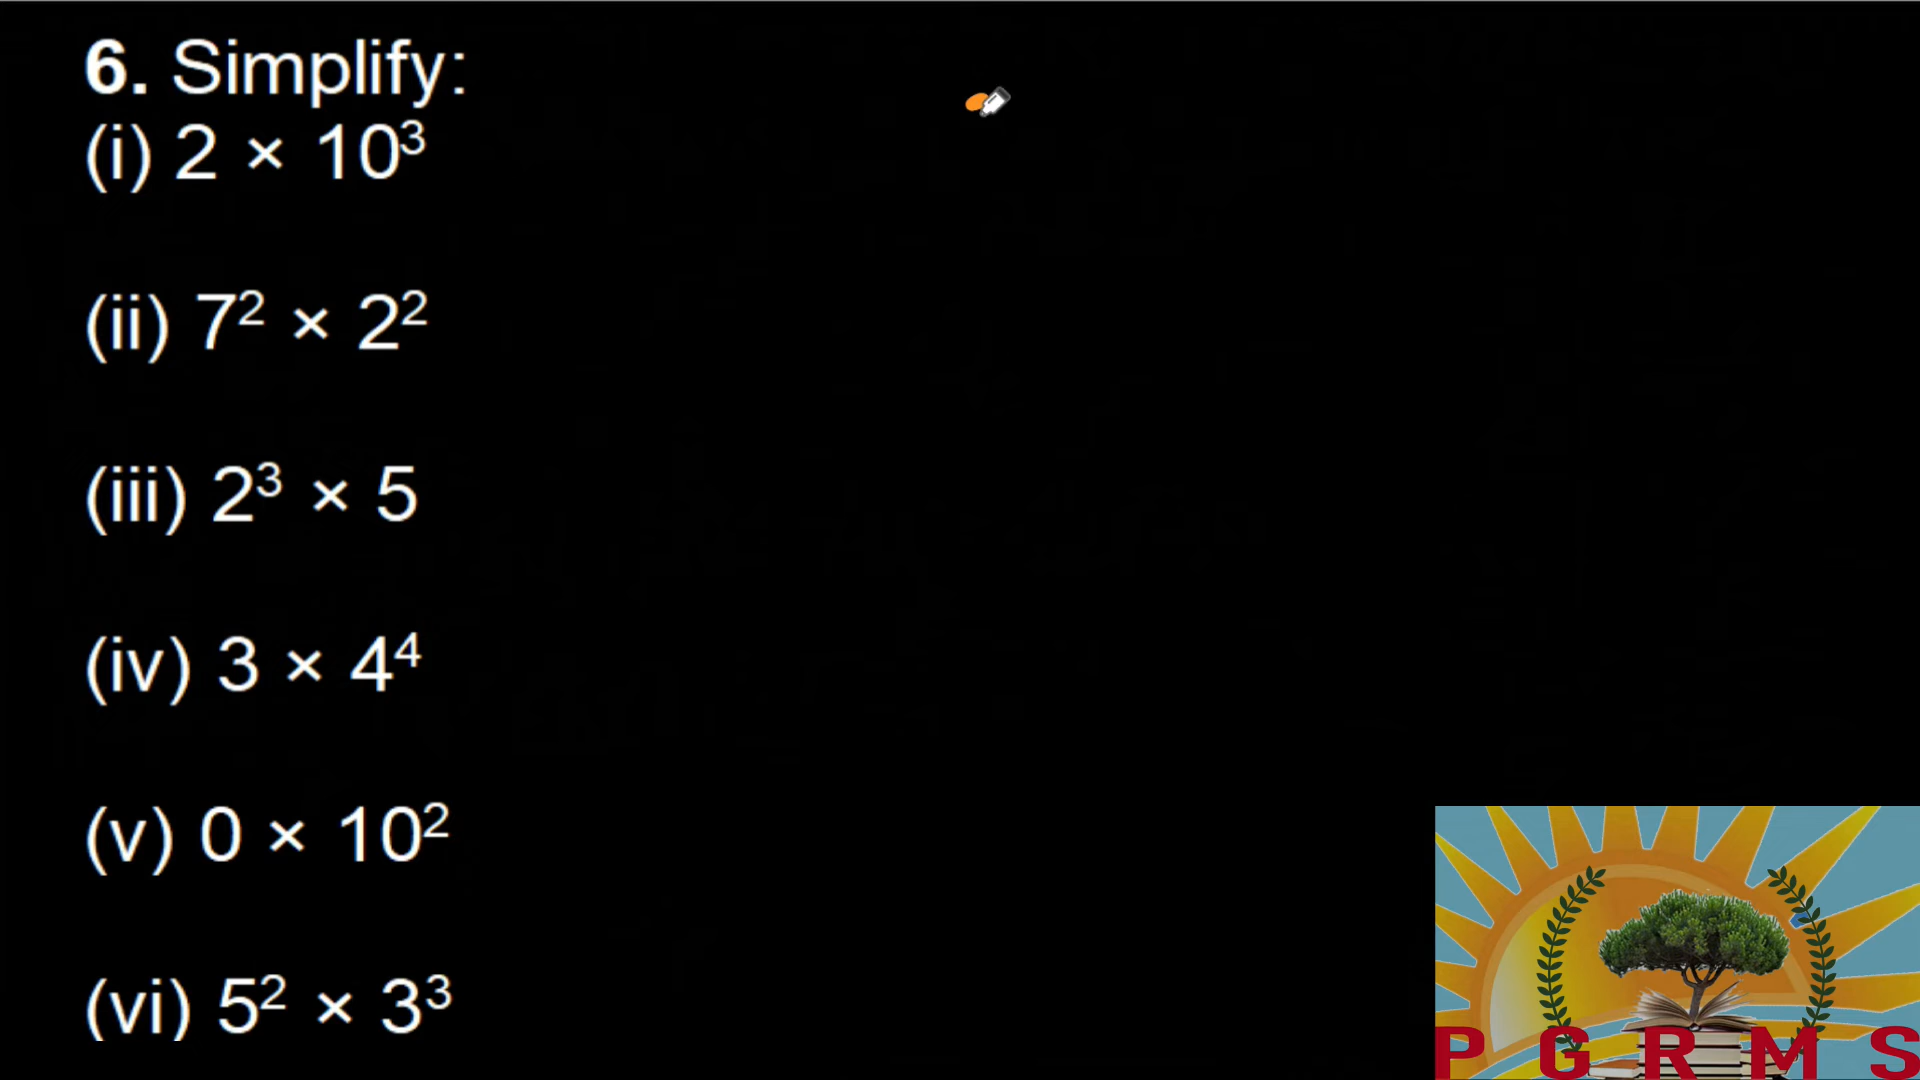 6. Simplify:
(i) 2 × 10³
(ii) 7² × 2²
(iii) 2³ × 5
(iv) 3 × 4⁴
(v) 0 × 10²
(vi) 5² × 3³
P G R M S